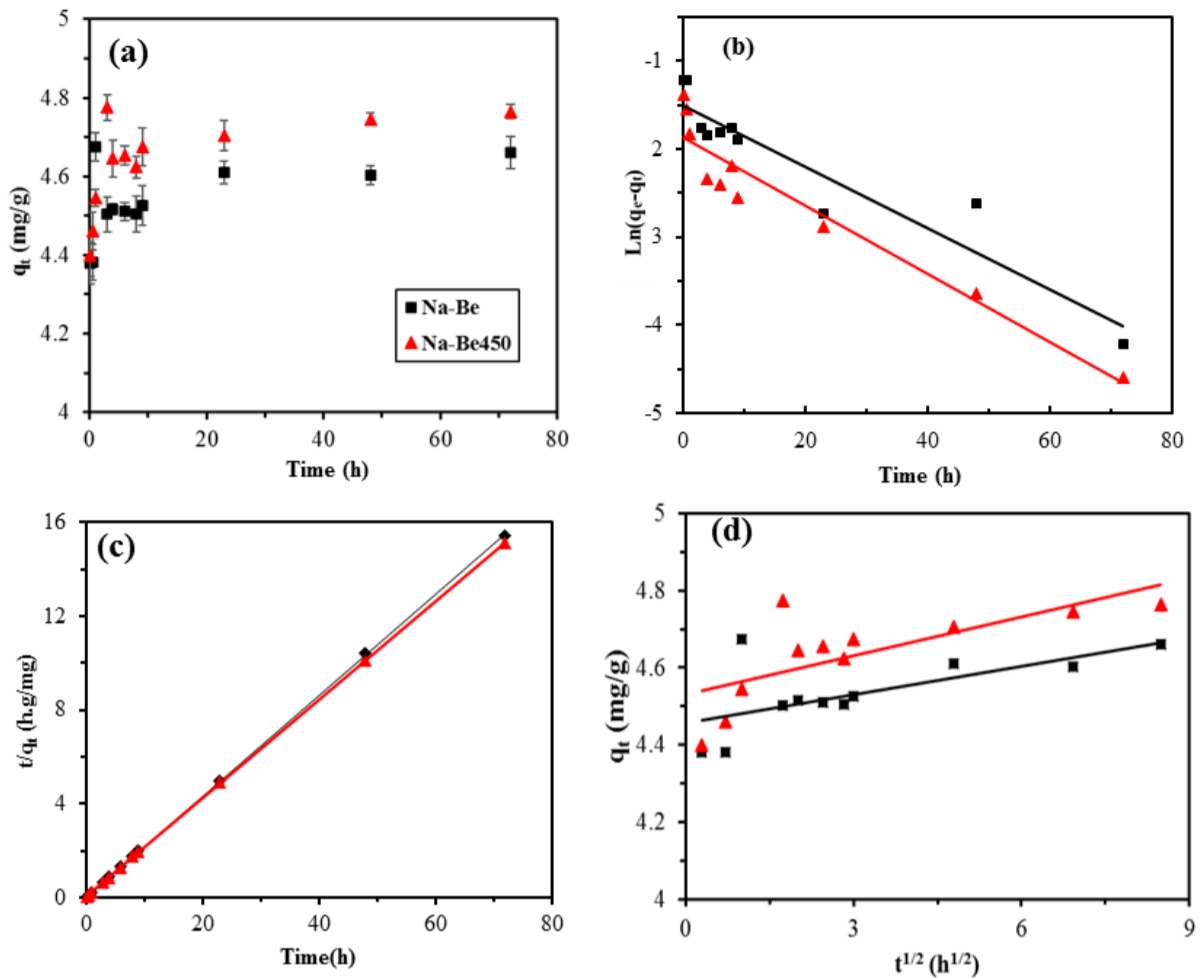 (a)
5
4.8
4.6
4.4
4.2
4
qt (mg/g)
Na-Be
Na-Be450
0
20
40
60
80
Time (h)
(b)
-1
2
3
-4
-5
Ln(qe-qt)
0
20
40
60
80
Time (h)
(c)
16
12
8
4
0
t/qt (h.g/mg)
0
20
40
60
80
Time(h)
(d)
5
4.8
4.6
4.4
4.2
4
qt (mg/g)
0
3
6
9
t1/2 (h1/2)